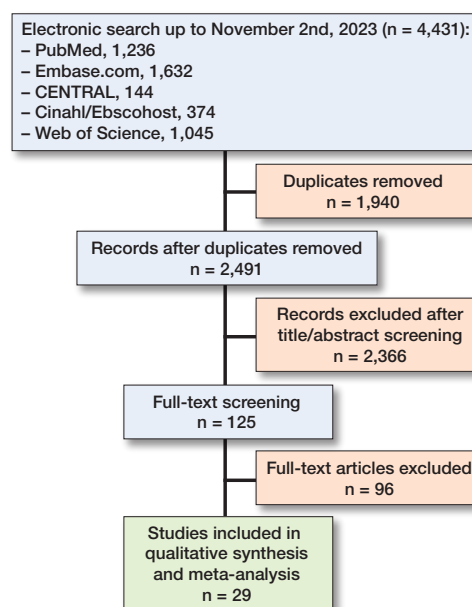 Electronic search up to November 2nd, 2023 (n = 4,431):
– PubMed, 1,236
– Embase.com, 1,632
– CENTRAL, 144
– Cinahl/Ebscohost, 374
– Web of Science, 1,045
Duplicates removed
n = 1,940
Records after duplicates removed
n = 2,491
Records excluded after
title/abstract screening
n = 2,366
Full-text screening
n = 125
Full-text articles excluded
n = 96
Studies included in
qualitative synthesis
and meta-analysis
n = 29